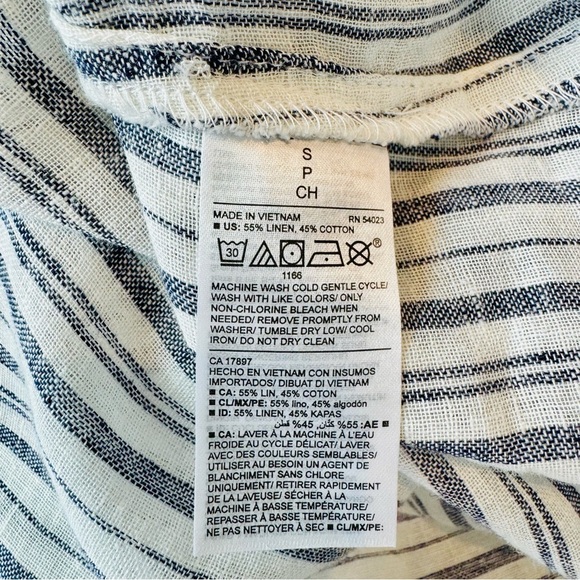 S
P
CH
MADE IN VIETNAM RN 54023
■ US: 55% LINEN, 45% COTTON
30
1166
MACHINE WASH COLD GENTLE CYCLE/
WASH WITH LIKE COLORS/ ONLY
NON-CHLORINE BLEACH WHEN
NEEDED/ REMOVE PROMPTLY FROM
WASHER/ TUMBLE DRY LOW/ COOL
IRON/ DO NOT DRY CLEAN
CA 17897
HECHO EN VIETNAM CON INSUMOS
IMPORTADOS/ DIBUAT DI VIETNAM
■ CA: 55% LIN, 45% COTON
■ CL/MX/PE: 55% lino, 45% algodón
■ ID: 55% LINEN, 45% KAPAS
■ AE: 55% كتان, 45% قطن
■ CA: LAVER À LA MACHINE À L'EAU
FROIDE AU CYCLE DÉLICAT/ LAVER
AVEC DES COULEURS SEMBLABLES/
UTILISER AU BESOIN UN AGENT DE
BLANCHIMENT SANS CHLORE
UNIQUEMENT/ RETIRER RAPIDEMENT
DE LA LAVEUSE/ SÉCHER À LA
MACHINE À BASSE TEMPÉRATURE/
REPASSER À BASSE TEMPÉRATURE/
NE PAS NETTOYER À SEC ■ CL/MX/PE: